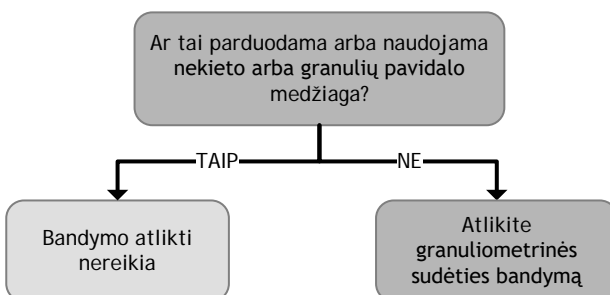 Ar tai parduodama arba naudojama
nekieto arba granulių pavidalo
medžiaga?
TAIP
NE
Bandymo atlikti
nereikia
Atlikite
granuliometrinės
sudėties bandymą